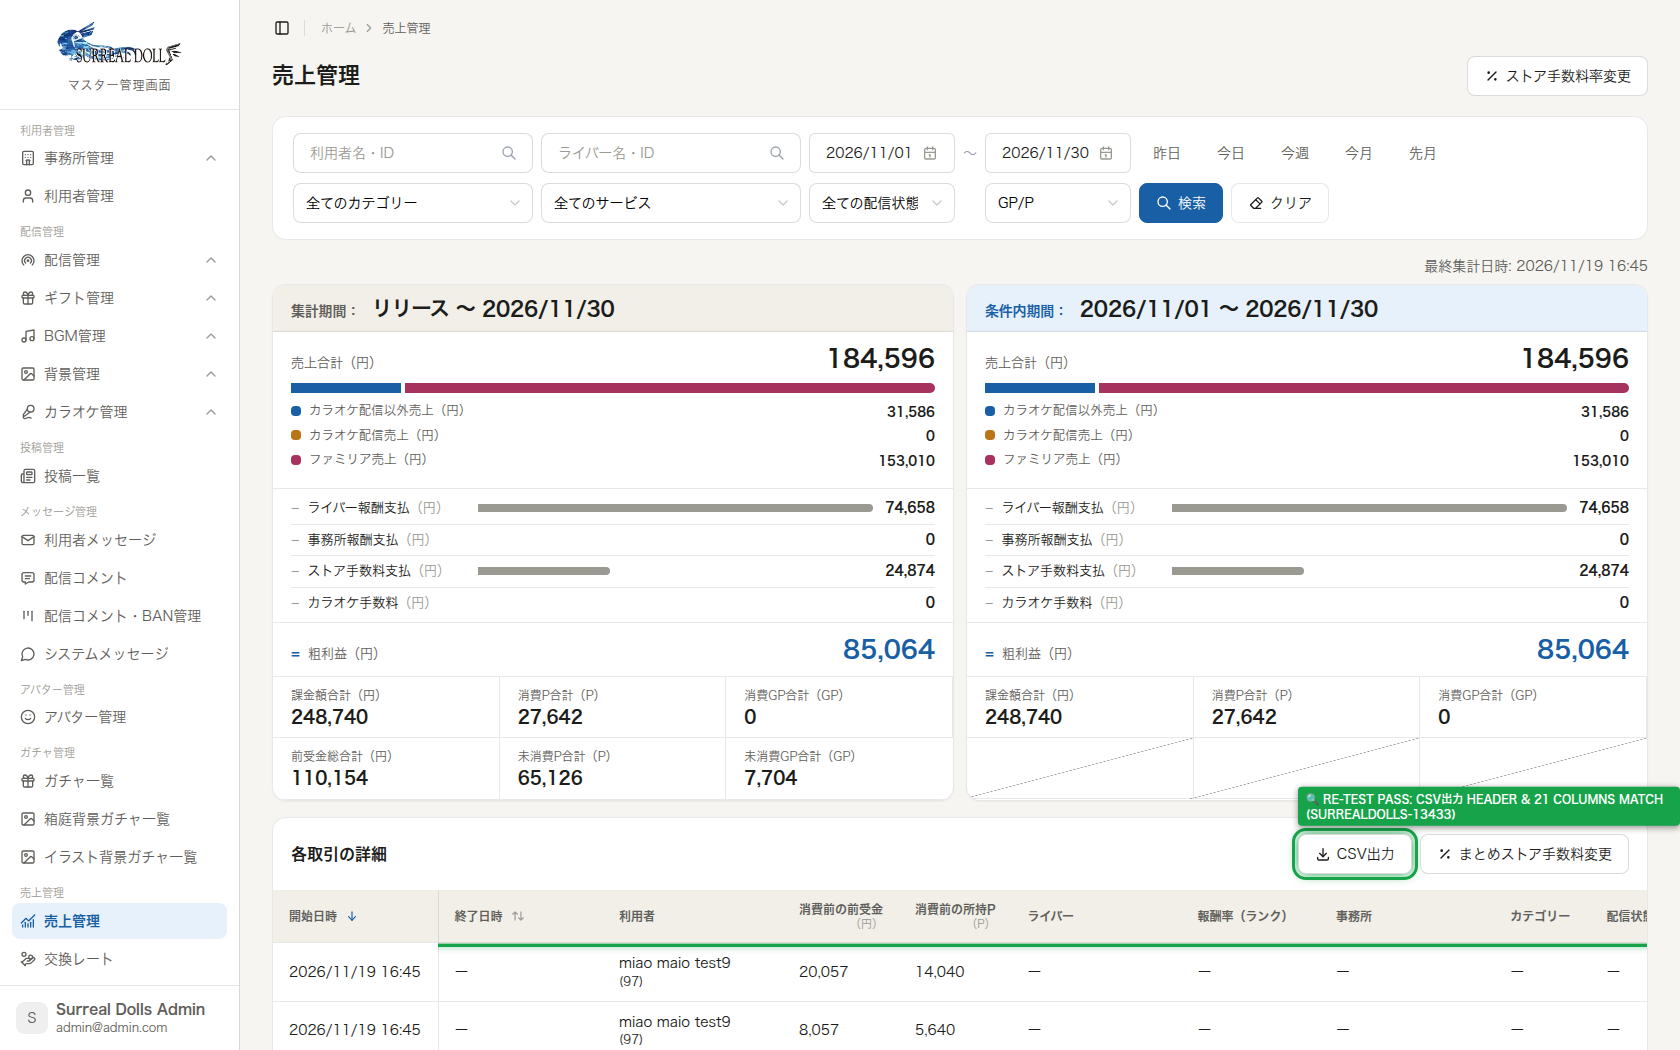 SURREAL DOLLS
マスター管理画面
利用者管理
事務所管理
利用者管理
配信管理
配信管理
ギフト管理
BGM管理
背景管理
カラオケ管理
投稿管理
投稿一覧
メッセージ管理
利用者メッセージ
配信コメント
配信コメント・BAN管理
システムメッセージ
アバター管理
アバター管理
ガチャ管理
ガチャ一覧
箱庭背景ガチャ一覧
イラスト背景ガチャ一覧
売上管理
売上管理
交換レート
S
Surreal Dolls Admin
admin@admin.com
ホーム > 売上管理
売上管理
ストア手数料率変更
利用者名・ID
ライバー名・ID
2026/11/01 ～ 2026/11/30
昨日 今日 今週 今月 先月
全てのカテゴリー
全てのサービス
全ての配信状態
GP/P
検索
クリア
最終集計日時: 2026/11/19 16:45
集計期間： リリース ～ 2026/11/30
売上合計（円） 184,596
カラオケ配信以外売上（円） 31,586
カラオケ配信売上（円） 0
ファミリア売上（円） 153,010
– ライバー報酬支払（円） 74,658
– 事務所報酬支払（円） 0
– ストア手数料支払（円） 24,874
– カラオケ手数料（円） 0
= 粗利益（円） 85,064
課金額合計（円） 消費P合計（P） 消費GP合計（GP）
248,740 27,642 0
前受金総合計（円） 未消費P合計（P） 未消費GP合計（GP）
110,154 65,126 7,704
条件内期間： 2026/11/01 ～ 2026/11/30
売上合計（円） 184,596
カラオケ配信以外売上（円） 31,586
カラオケ配信売上（円） 0
ファミリア売上（円） 153,010
– ライバー報酬支払（円） 74,658
– 事務所報酬支払（円） 0
– ストア手数料支払（円） 24,874
– カラオケ手数料（円） 0
= 粗利益（円） 85,064
課金額合計（円） 消費P合計（P） 消費GP合計（GP）
248,740 27,642 0
RE-TEST PASS: CSV出力 HEADER & 21 COLUMNS MATCH
(SURREALDOLLS-13433)
各取引の詳細
CSV出力
まとめストア手数料変更
開始日時 終了日時 利用者 消費前の前受金（円） 消費前の所持P（P） ライバー 報酬率（ランク） 事務所 カテゴリー 配信状
2026/11/19 16:45 — miao maio test9 (97) 20,057 14,040 — — — — —
2026/11/19 16:45 — miao maio test9 (97) 8,057 5,640 — — — — —